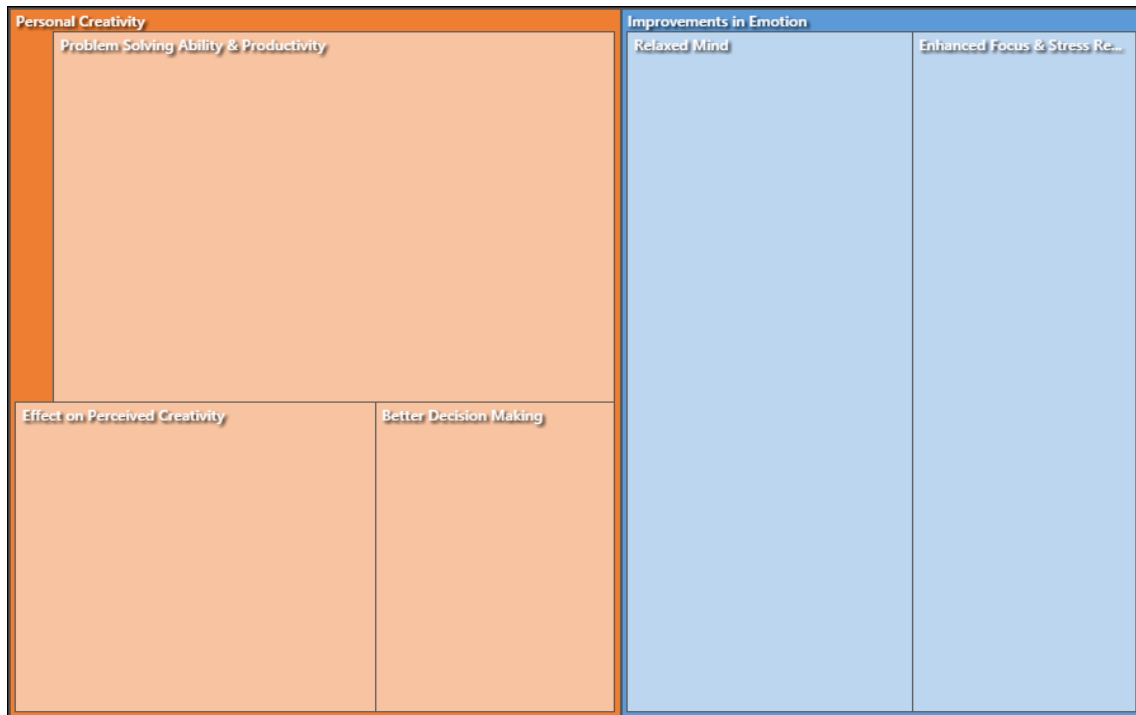 Personal Creativity
Problem Solving Ability & Productivity
Effect on Perceived Creativity
Better Decision Making
Improvements in Emotion
Relaxed Mind
Enhanced Focus & Stress Re...